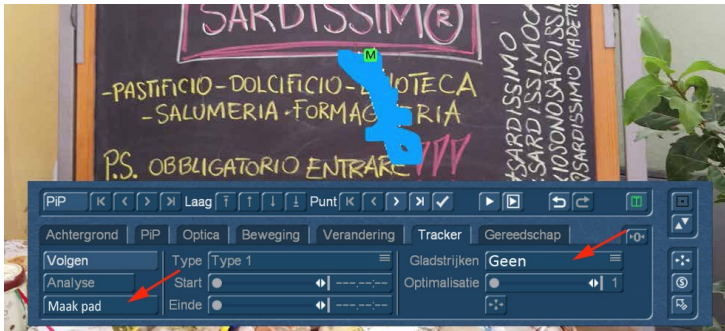 SARDISSIMO®
M
-PASTIFICIO-DOLCIFICIO-
-SALUMERIA-
P.S. OBBLIGATORIO ENTRARE
#SARDISSIMO
PiP Laag Punt
Achtergrond PiP Optica Beweging Verandering Tracker Gereedschap
Volgen Type Type 1 Gladstrijken Geen
Analyse Start ---,--:-- Optimalisatie 1
Maak pad Einde ---,--:--